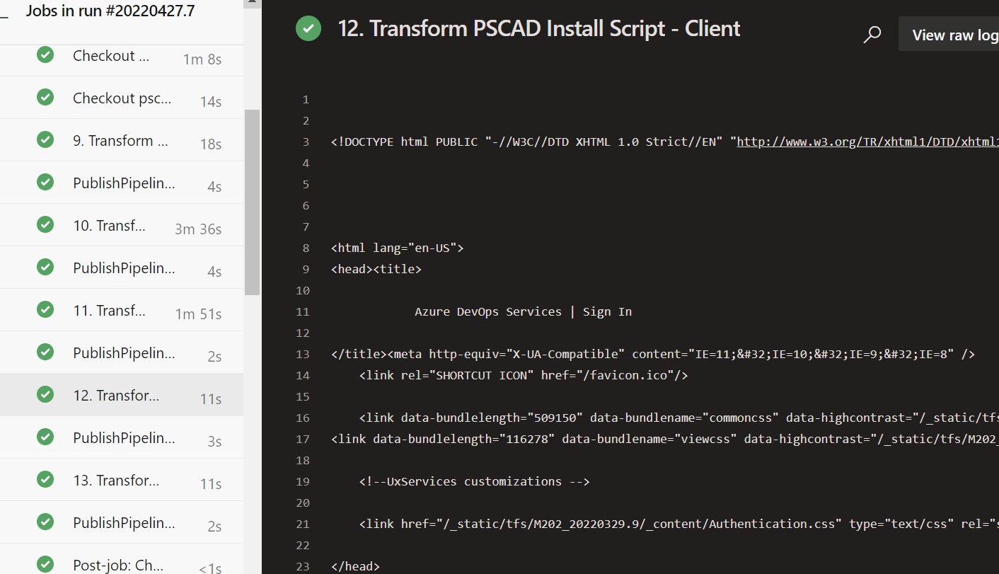 Jobs in run #20220427.7
Checkout ... 1m 8s
Checkout psc... 14s
9. Transform ... 18s
PublishPipelin... 4s
10. Transf... 3m 36s
PublishPipelin... 4s
11. Transf... 1m 51s
PublishPipelin... 2s
12. Transfor... 11s
PublishPipelin... 3s
13. Transfor... 11s
PublishPipelin... 2s
Post-job: Ch... <1s
12. Transform PSCAD Install Script - Client
View raw log
1
2
3 <!DOCTYPE html PUBLIC "-//W3C//DTD XHTML 1.0 Strict//EN" "http://www.w3.org/TR/xhtml1/DTD/xhtml1
4
5
6
7
8 <html lang="en-US">
9 <head><title>
10
11 Azure DevOps Services | Sign In
12
13 </title><meta http-equiv="X-UA-Compatible" content="IE=11;&#32;IE=10;&#32;IE=9;&#32;IE=8" />
14 <link rel="SHORTCUT ICON" href="/favicon.ico"/>
15
16 <link data-bundlelength="509150" data-bundlename="commoncss" data-highcontrast="/_static/tfs
17 <link data-bundlelength="116278" data-bundlename="viewcss" data-highcontrast="/_static/tfs/M202_
18
19 <!--UxServices customizations -->
20
21 <link href="/_static/tfs/M202_20220329.9/_content/Authentication.css" type="text/css" rel="s
22
23 </head>